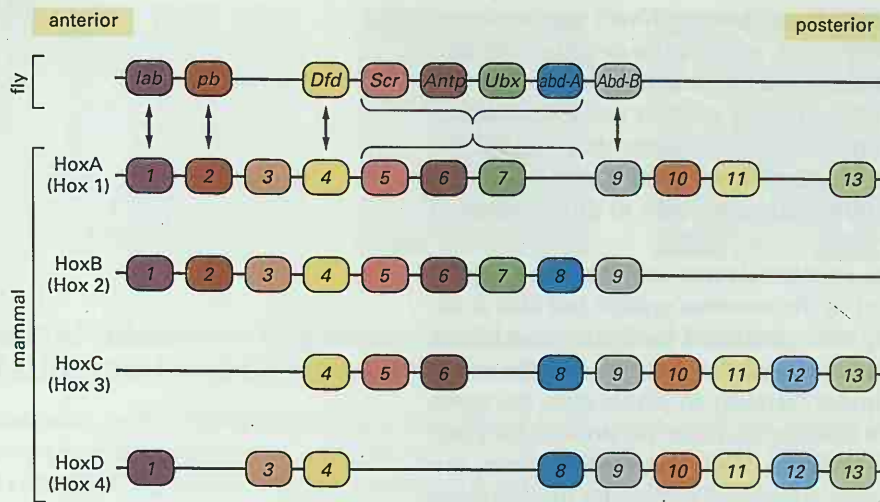 anterior
posterior
fly
lab pb Dfd Scr Antp Ubx abd-A Abd-B
mammal
HoxA
(Hox 1)
1 2 3 4 5 6 7 9 10 11 13
HoxB
(Hox 2)
1 2 3 4 5 6 7 8 9
HoxC
(Hox 3)
4 5 6 8 9 10 11 12 13
HoxD
(Hox 4)
1 3 4 8 9 10 11 12 13